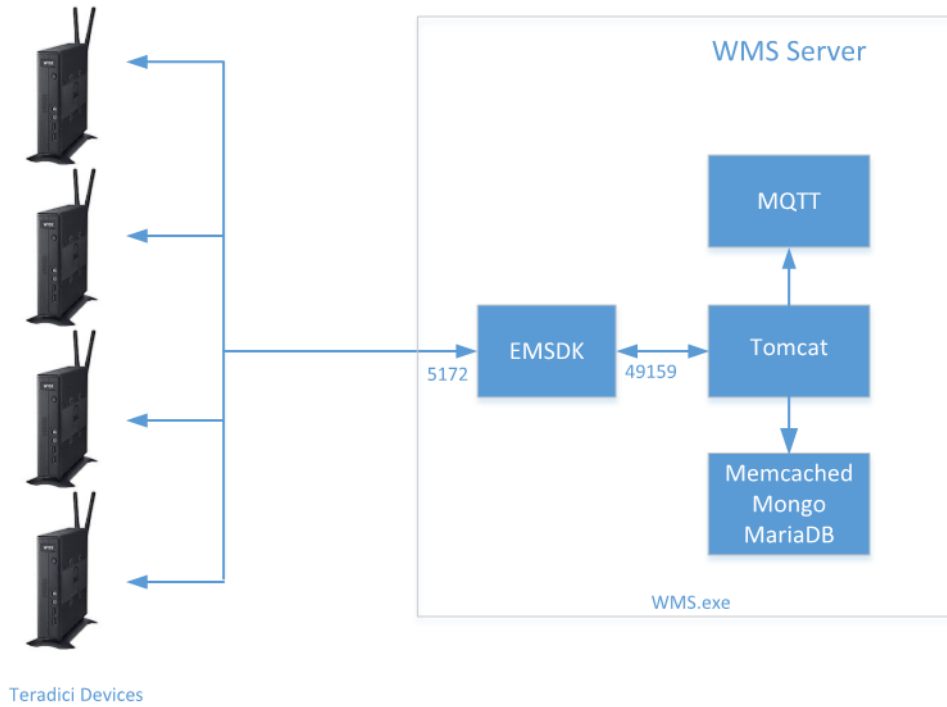 WMS Server
MQTT
EMSDK
Tomcat
5172
49159
Memcached
Mongo
MariaDB
WMS.exe
Teradici Devices